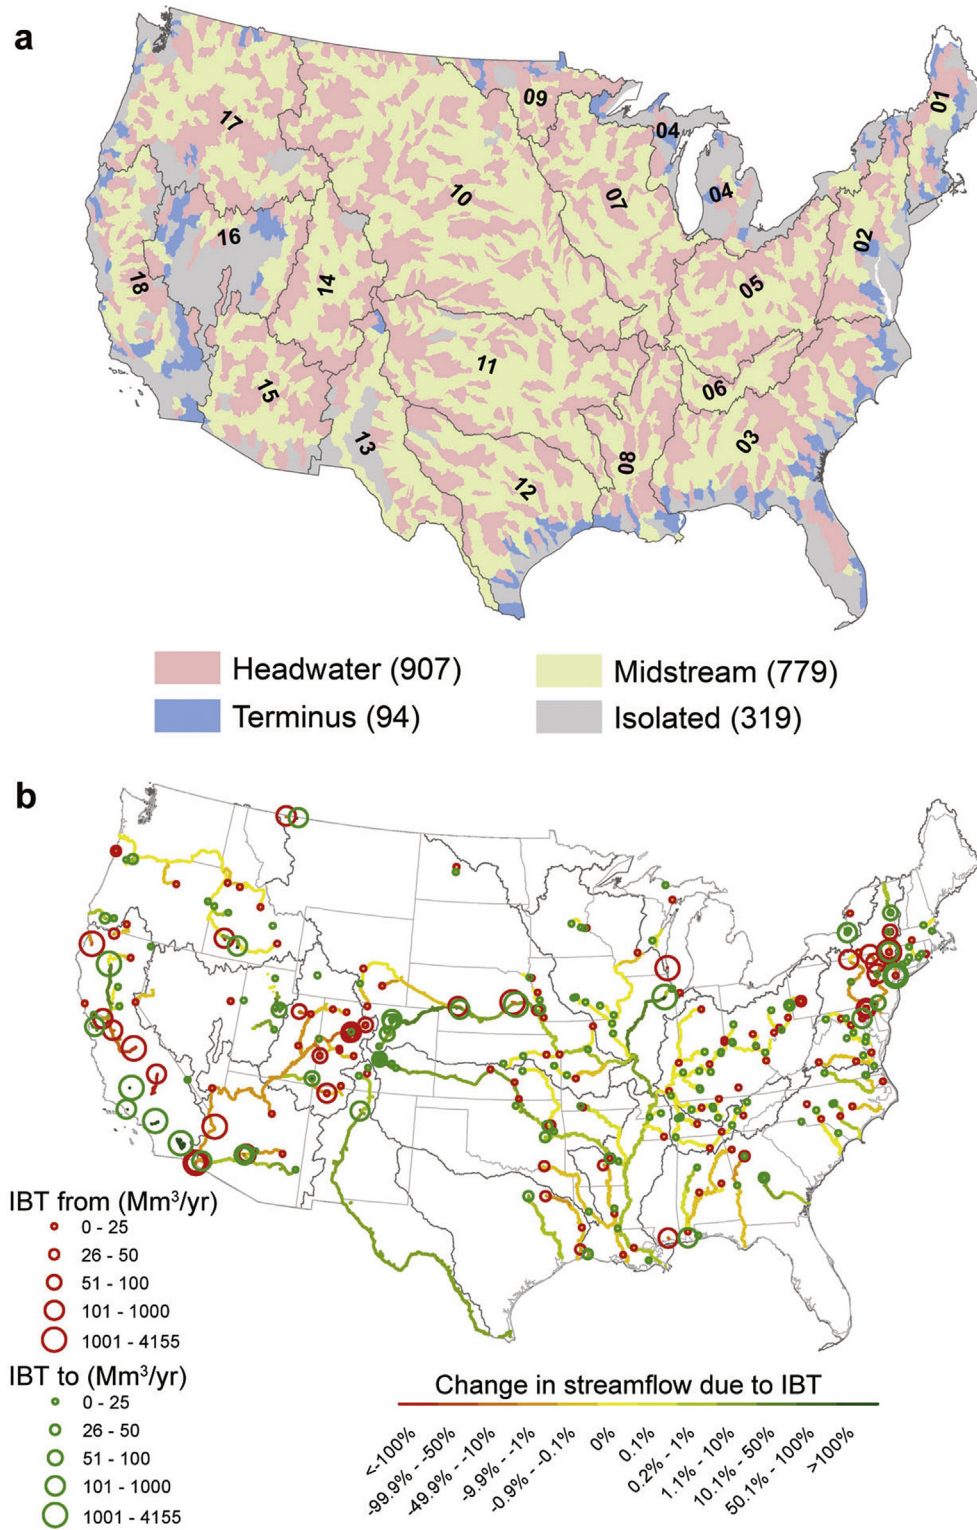 a
09
01
17
04
10
04
07
16
02
18
14
05
11
06
15
03
13
08
12
Headwater (907)
Midstream (779)
Terminus (94)
Isolated (319)
b
IBT from (Mm³/yr)
0 - 25
26 - 50
51 - 100
101 - 1000
1001 - 4155
IBT to (Mm³/yr)
0 - 25
26 - 50
51 - 100
101 - 1000
1001 - 4155
Change in streamflow due to IBT
<-100%
-99.9% - -50%
-49.9% - -10%
-9.9% - -1%
-0.9% - -0.1%
0%
0.1%
0.2% - 1%
1.1% - 10%
10.1% - 50%
50.1% - 100%
>100%